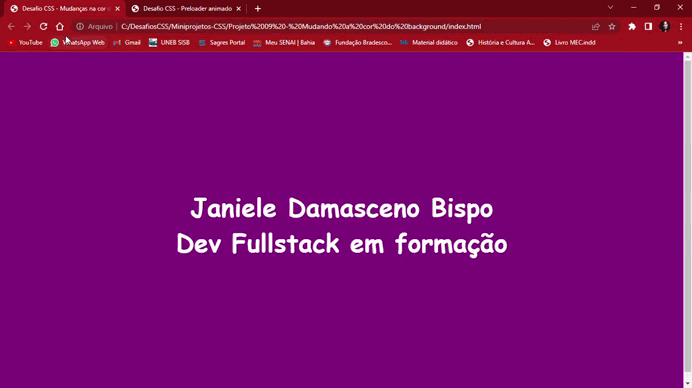 Desafio CSS - Mudanças na cor d
Desafio CSS - Preloader animado
Arquivo
C:/DesafiosCSS/Miniprojetos-CSS/Projeto%2009%20-%20Mudando%20a%20cor%20do%20background/index.html
YouTube
WhatsApp Web
Gmail
UNEB SISB
Sagres Portal
Meu SENAI | Bahia
Fundação Bradesco...
Material didático
História e Cultura A...
Livro MEC.indd
Janiele Damasceno Bispo
Dev Fullstack em formação